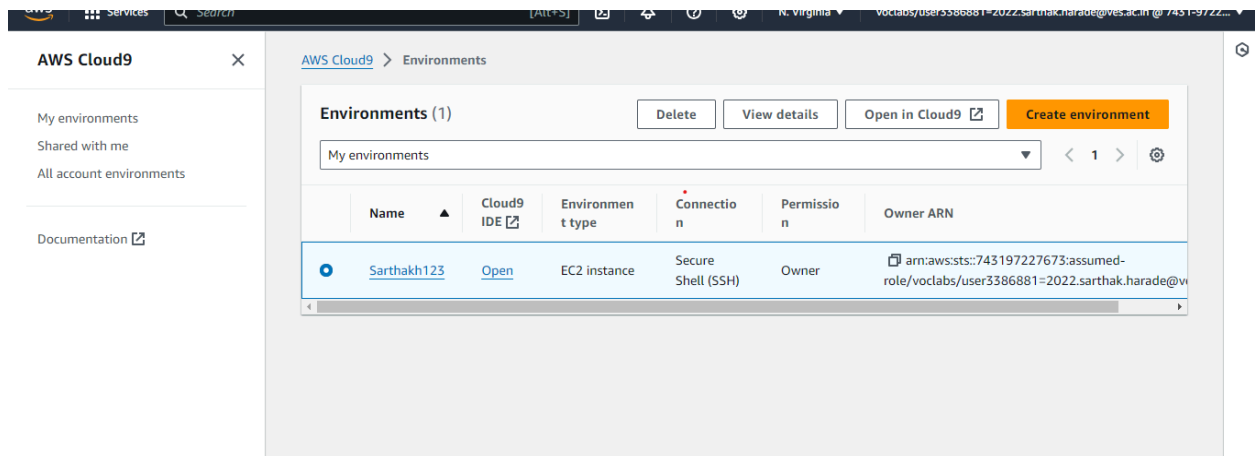 aws Services Search [Alt+S] N. Virginia voclabs/user3386881=2022.sarthak.harade@ves.ac.in @ 7431-9722...
AWS Cloud9
AWS Cloud9 > Environments
My environments
Shared with me
All account environments
Documentation
Environments (1)
Delete View details Open in Cloud9 Create environment
My environments
1
Name
Cloud9
IDE
Environmen
t type
Connectio
n
Permissio
n
Owner ARN
Sarthakh123
Open
EC2 instance
Secure
Shell (SSH)
Owner
arn:aws:sts::743197227673:assumed-
role/voclabs/user3386881=2022.sarthak.harade@v